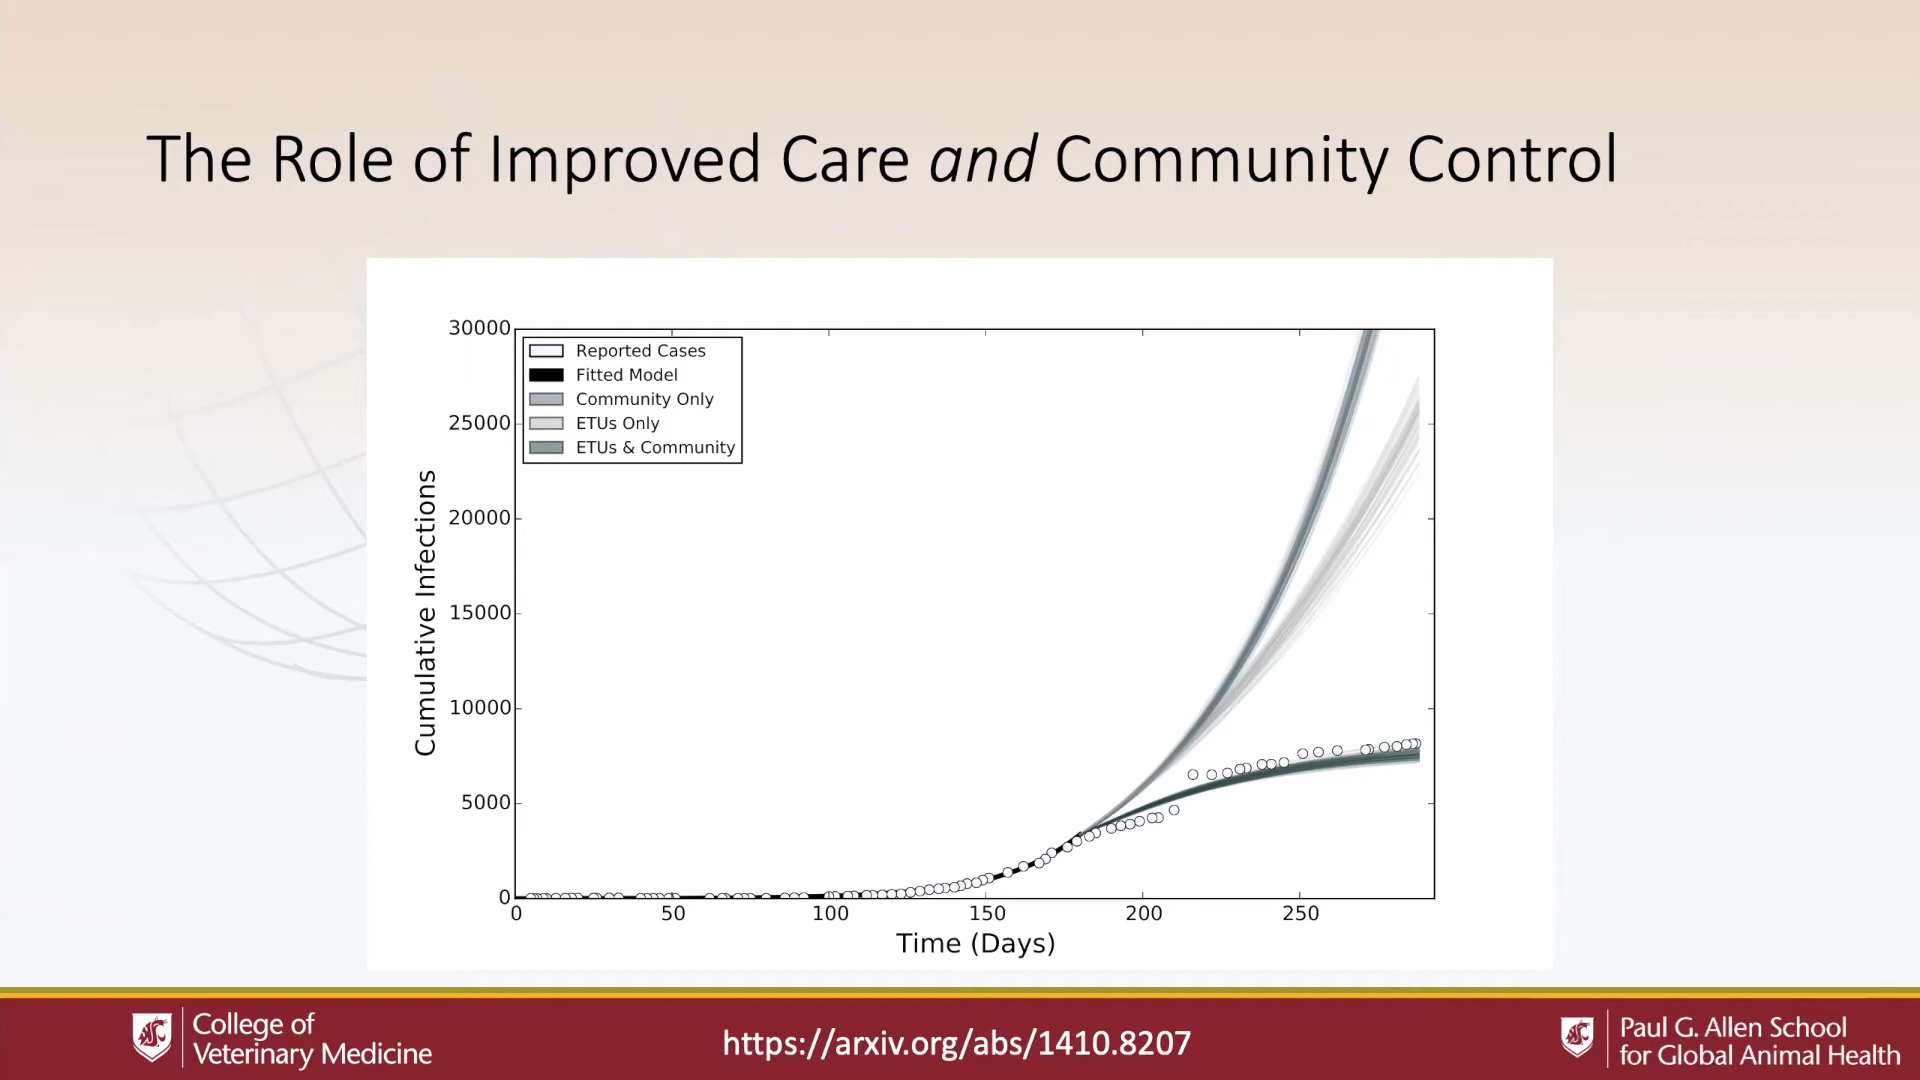 The Role of Improved Care and Community Control
30000
25000
20000
15000
10000
5000
0
Cumulative Infections
Reported Cases
Fitted Model
Community Only
ETUs Only
ETUs & Community
0 50 100 150 200 250
Time (Days)
College of
Veterinary Medicine
https://arxiv.org/abs/1410.8207
Paul G. Allen School
for Global Animal Health